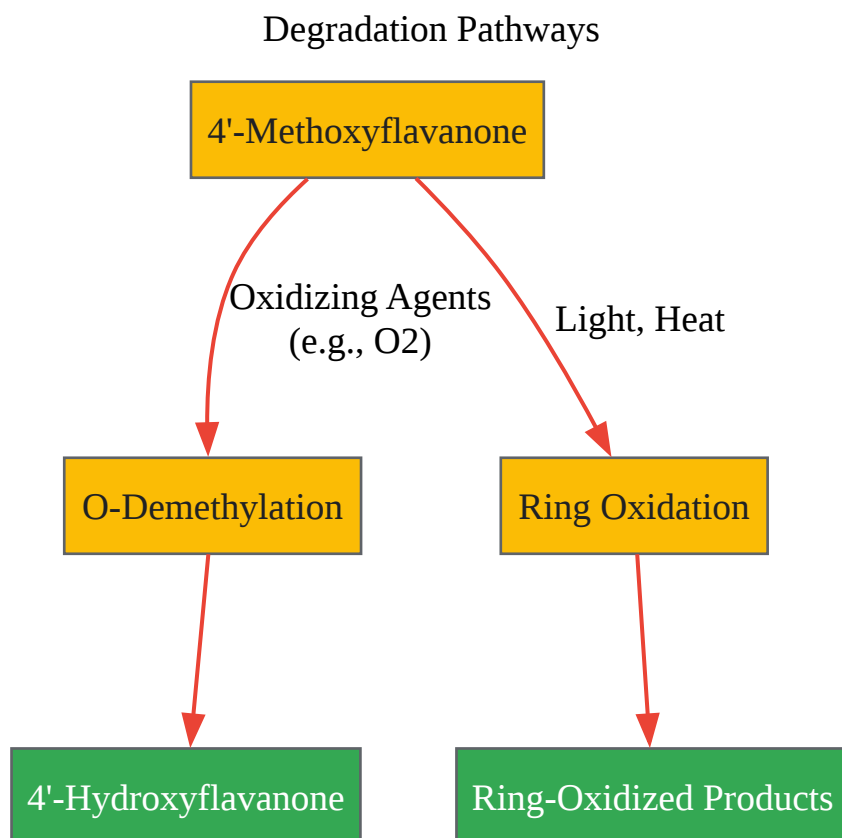 Degradation Pathways
4'-Methoxyflavanone
Oxidizing Agents
(e.g., O2)
Light, Heat
O-Demethylation
Ring Oxidation
4'-Hydroxyflavanone
Ring-Oxidized Products